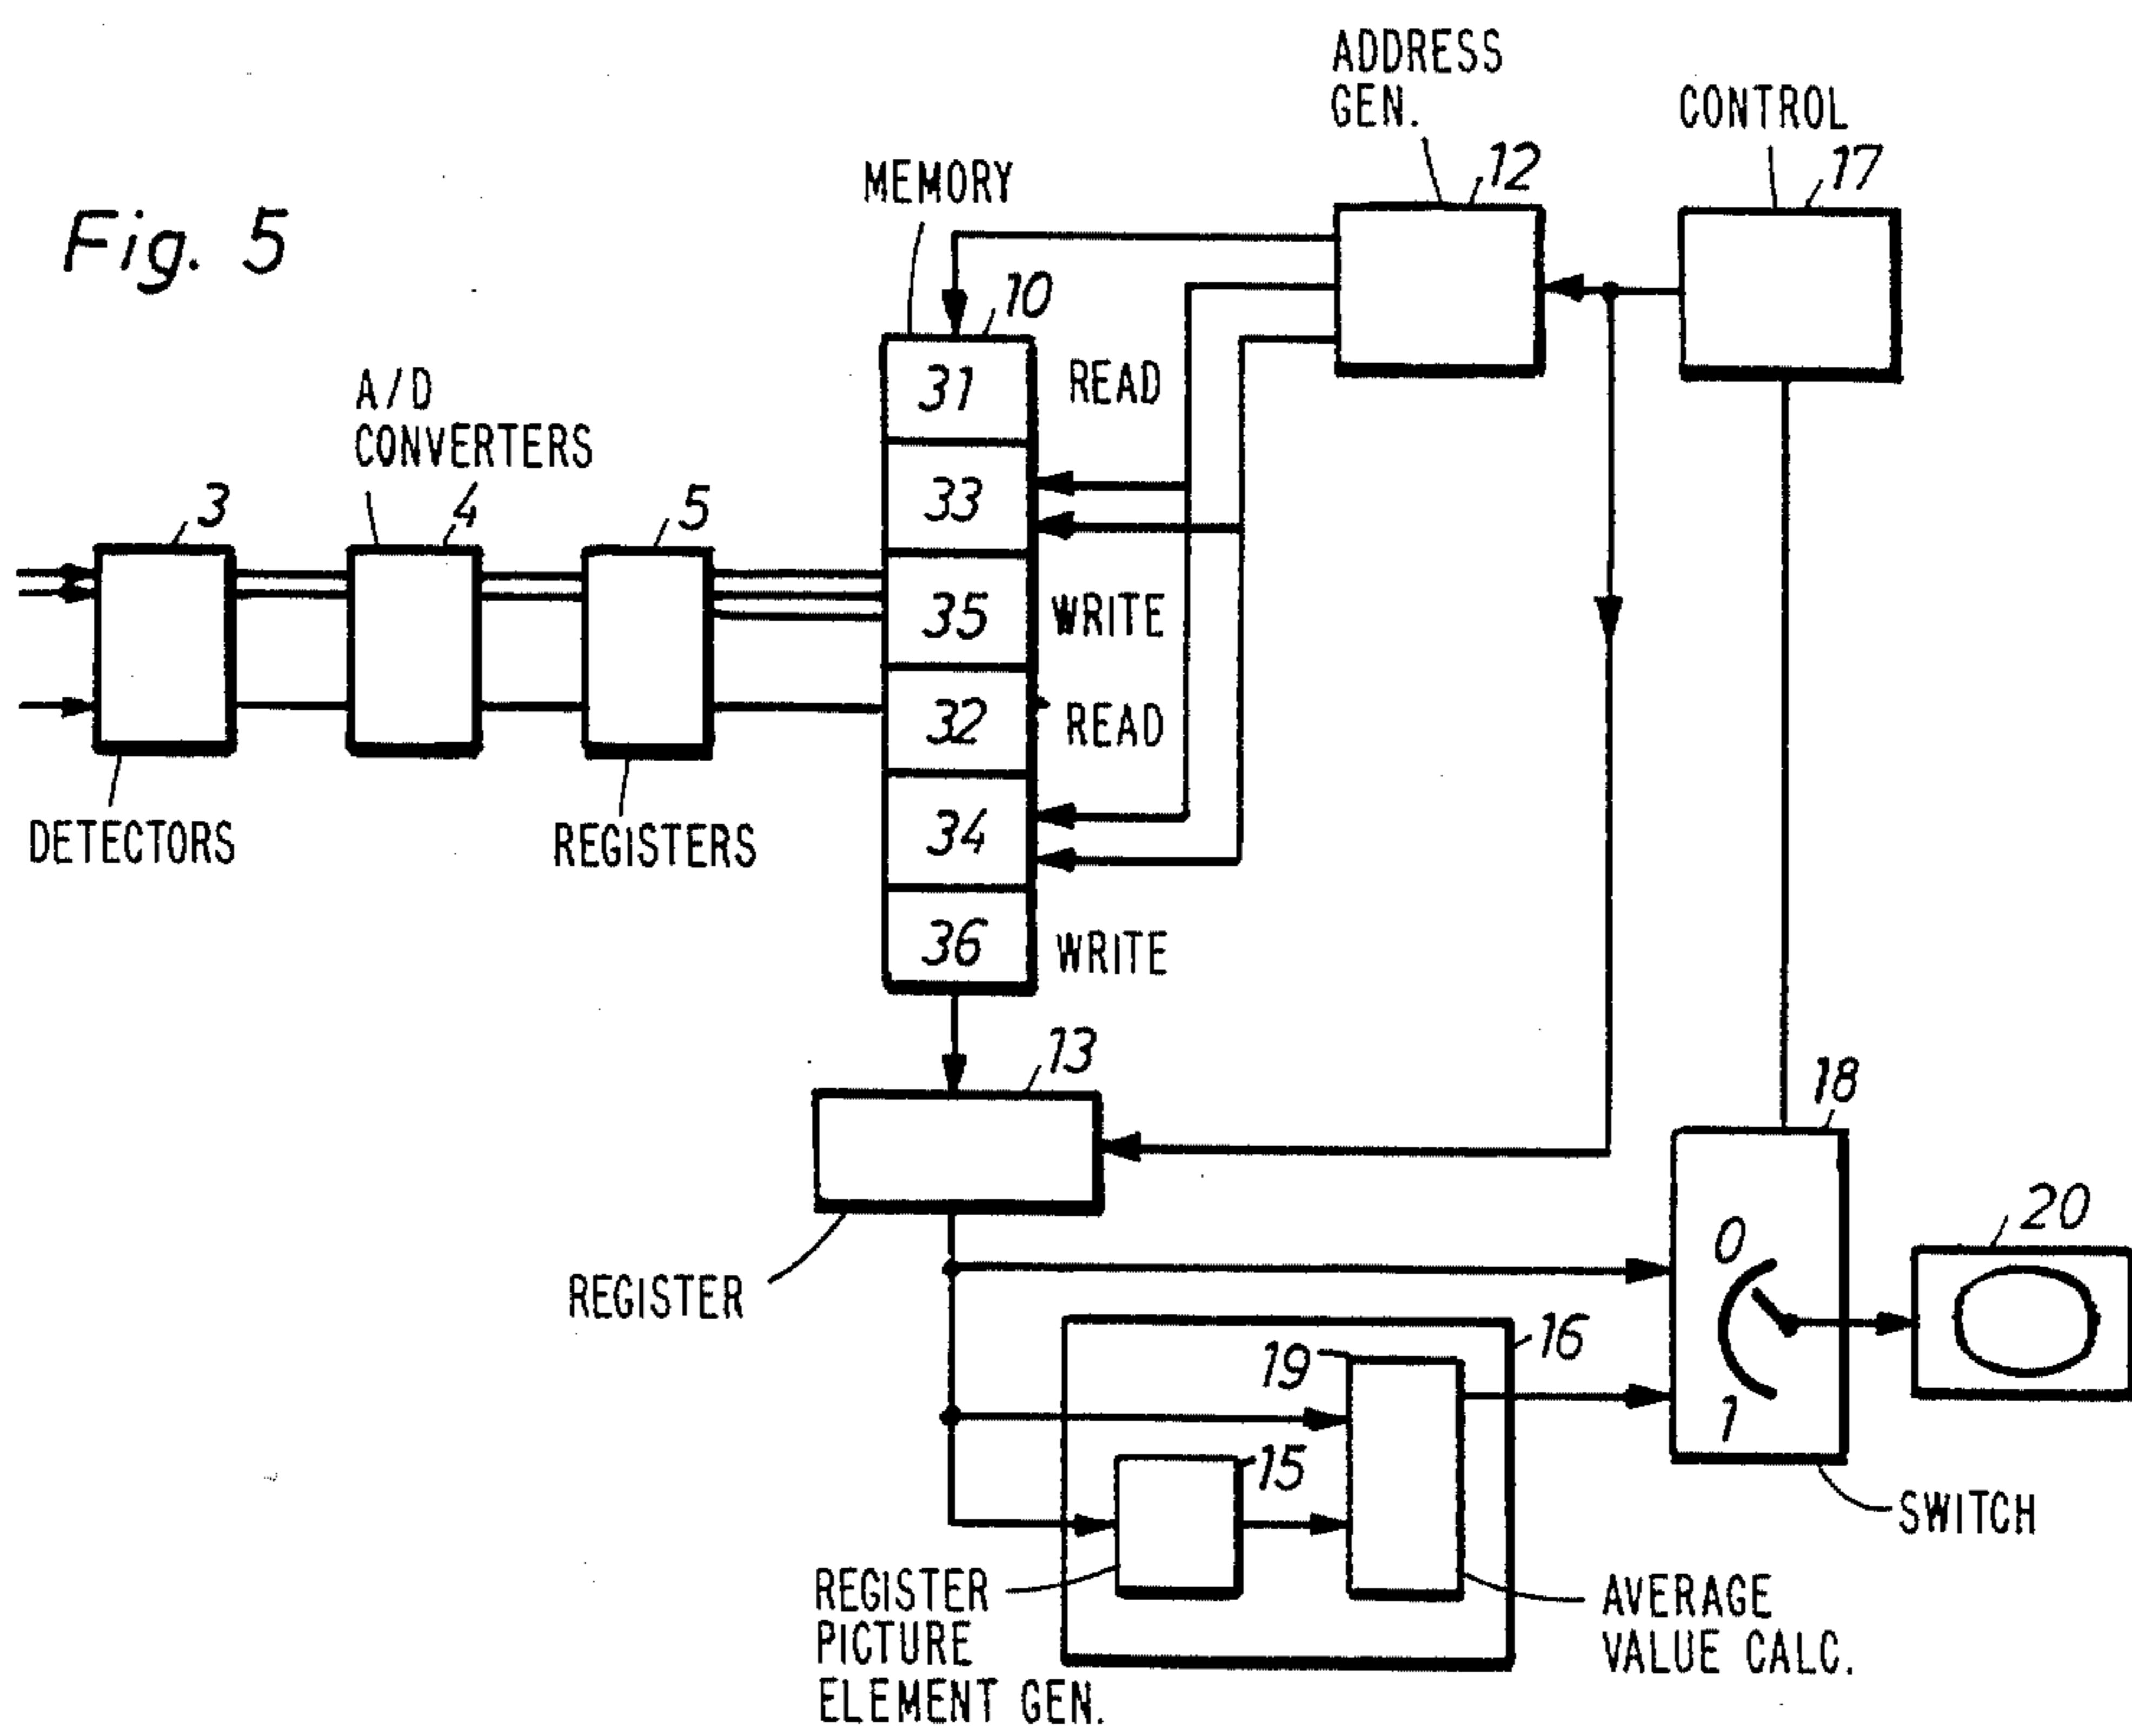 Fig. 5
ADDRESS
GEN.
12
CONTROL
17
MEMORY
10
31
READ
33
35
WRITE
32
READ
34
36
WRITE
A/D
CONVERTERS
3
4
5
DETECTORS
REGISTERS
13
REGISTER
18
0
1
20
SWITCH
16
19
15
REGISTER
PICTURE
ELEMENT GEN.
AVERAGE
VALUE CALC.